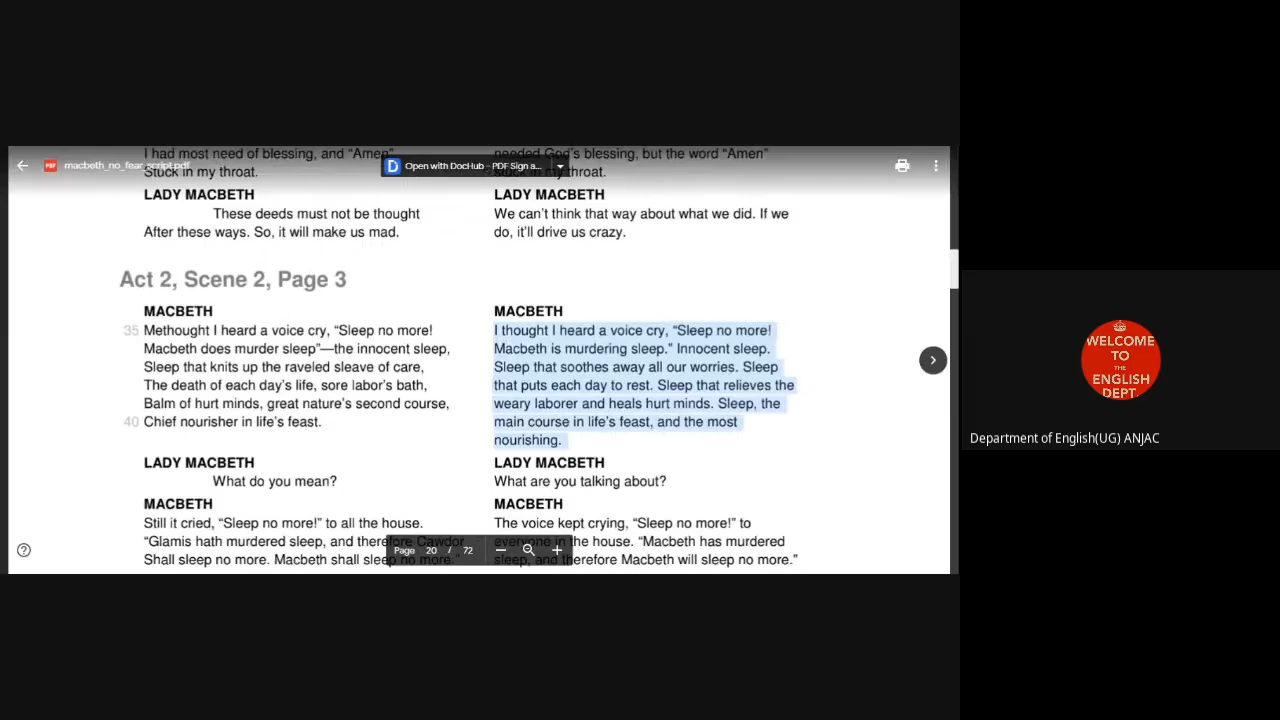 macbeth_no_fear_script.pdf
Open with DocHub - PDF Sign a...
I had most need of blessing, and “Amen”
Stuck in my throat.
LADY MACBETH
These deeds must not be thought
After these ways. So, it will make us mad.
needed God’s blessing, but the word “Amen”
stuck in my throat.
LADY MACBETH
We can’t think that way about what we did. If we
do, it’ll drive us crazy.
Act 2, Scene 2, Page 3
MACBETH
35 Methought I heard a voice cry, “Sleep no more!
Macbeth does murder sleep”—the innocent sleep,
Sleep that knits up the raveled sleave of care,
The death of each day’s life, sore labor’s bath,
Balm of hurt minds, great nature’s second course,
40 Chief nourisher in life’s feast.
LADY MACBETH
What do you mean?
MACBETH
Still it cried, “Sleep no more!” to all the house.
“Glamis hath murdered sleep, and therefore Cawdor
Shall sleep no more. Macbeth shall sleep no more.”
MACBETH
I thought I heard a voice cry, “Sleep no more!
Macbeth is murdering sleep.” Innocent sleep.
Sleep that soothes away all our worries. Sleep
that puts each day to rest. Sleep that relieves the
weary laborer and heals hurt minds. Sleep, the
main course in life’s feast, and the most
nourishing.
LADY MACBETH
What are you talking about?
MACBETH
The voice kept crying, “Sleep no more!” to
everyone in the house. “Macbeth has murdered
sleep, and therefore Macbeth will sleep no more.”
Page 20 / 72
WELCOME
TO
THE
ENGLISH
DEPT.
Department of English(UG) ANJAC